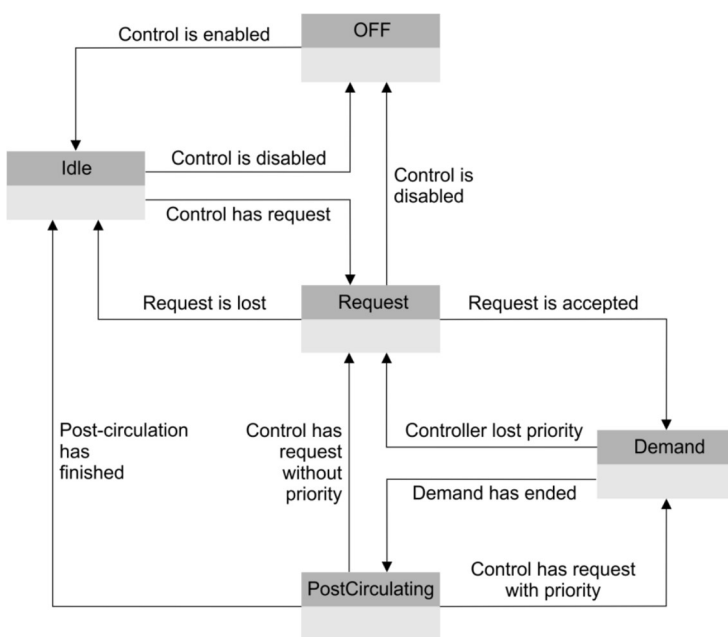 OFF
Control is enabled
Idle
Control is disabled
Control is
disabled
Control has request
Request is lost
Request
Request is accepted
Post-circulation
has
finished
Control has
request
without
priority
Controller lost priority
Demand
Demand has ended
PostCirculating
Control has request
with priority